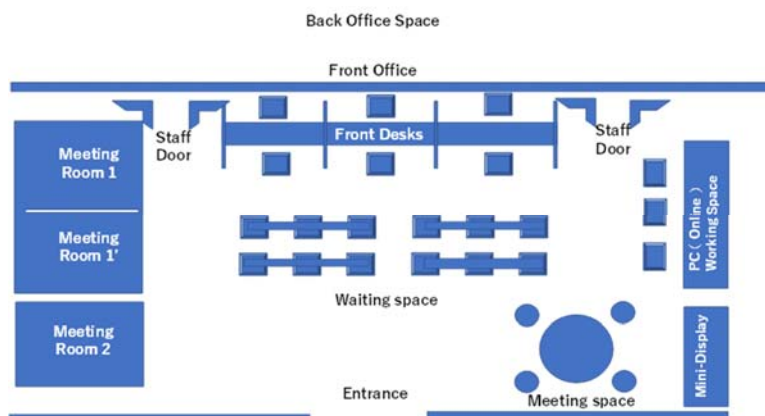 Back Office Space
Front Office
Staff
Door
Front Desks
Staff
Door
Meeting
Room 1
Meeting
Room 1’
Meeting
Room 2
PC ( Online )
Working Space
Waiting space
Mini-Display
Entrance
Meeting space